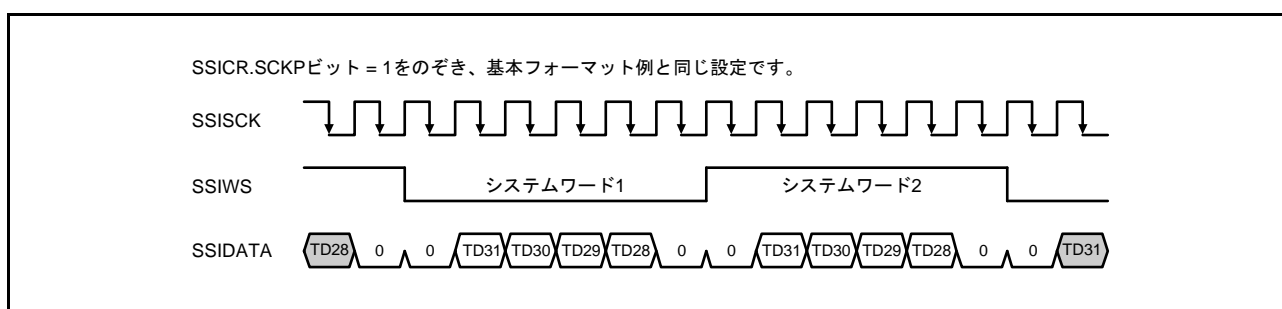 SSICR.SCKPビット = 1をのぞき、基本フォーマット例と同じ設定です。
SSISCK
SSIWS システムワード1 システムワード2
SSIDATA TD28 0 0 TD31 TD30 TD29 TD28 0 0 TD31 TD30 TD29 TD28 0 0 TD31